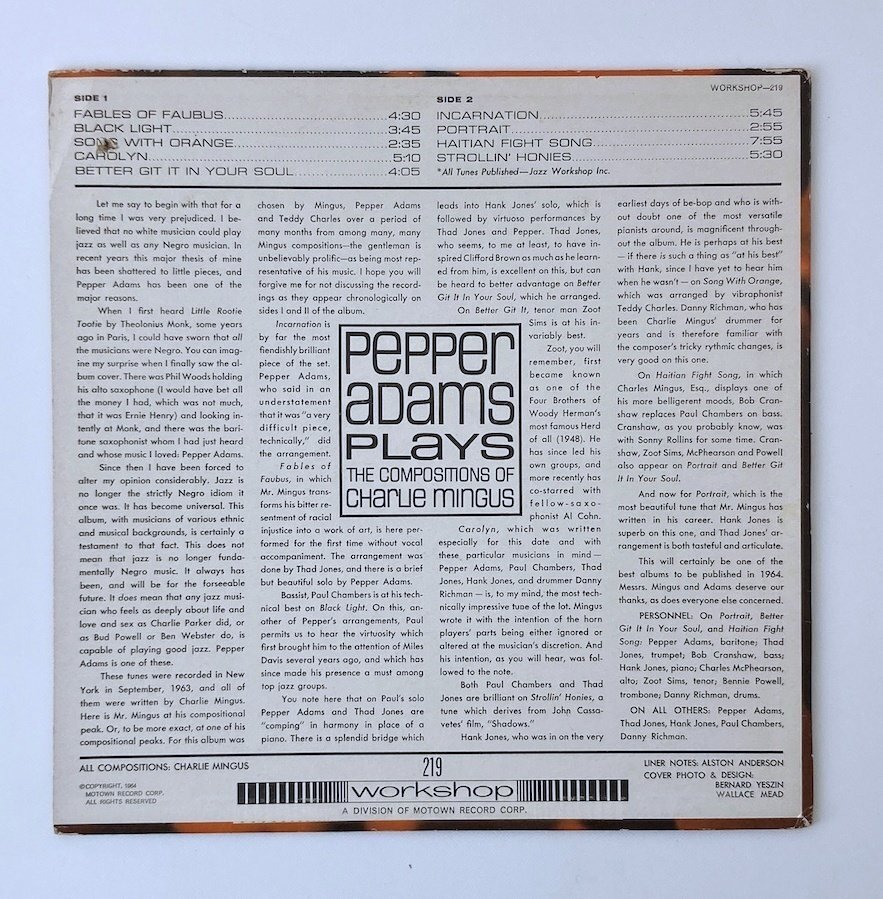 WORKSHOP—219
SIDE 1
FABLES OF FAUBUS 4:30
BLACK LIGHT 3:45
SONG WITH ORANGE 2:35
CAROLYN 5:10
BETTER GIT IT IN YOUR SOUL 4:05
SIDE 2
INCARNATION 5:45
PORTRAIT 2:55
HAITIAN FIGHT SONG 7:55
STROLLIN' HONIES 5:30
*All Tunes Published—Jazz Workshop Inc.
Let me say to begin with that for a
long time I was very prejudiced. I be-
lieved that no white musician could play
jazz as well as any Negro musician. In
recent years this major thesis of mine
has been shattered to little pieces, and
Pepper Adams has been one of the
major reasons.
When I first heard Little Rootie
Tootie by Thelonius Monk, some years
ago in Paris, I could have sworn that all
the musicians were Negro. You can imag-
ine my surprise when I finally saw the al-
bum cover. There was Phil Woods holding
his alto saxophone (I would have bet all
the money I had, which was not much,
that it was Ernie Henry) and looking in-
tently at Monk, and there was the bari-
tone saxophonist whom I had just heard
and whose music I loved: Pepper Adams.
Since then I have been forced to
alter my opinion considerably. Jazz is
no longer the strictly Negro idiom it
once was. It has become universal. This
album, with musicians of various ethnic
and musical backgrounds, is certainly a
testament to that fact. This does not
mean that jazz is no longer funda-
mentally Negro music. It always has
been, and will be for the forseeable
future. It does mean that any jazz musi-
cian who feels as deeply about life and
love and sex as Charlie Parker did, or
as Bud Powell or Ben Webster do, is
capable of playing good jazz. Pepper
Adams is one of these.
These tunes were recorded in New
York in September, 1963, and all of
them were written by Charlie Mingus.
Here is Mr. Mingus at his compositional
peak. Or, to be more exact, at one of his
compositional peaks. For this album was
chosen by Mingus, Pepper Adams
and Teddy Charles over a period of
many months from among many, many
Mingus compositions—the gentleman is
unbelievably prolific—as being most rep-
resentative of his music. I hope you will
forgive me for not discussing the record-
ings as they appear chronologically on
sides I and II of the album.
Incarnation is
by far the most
fiendishly brilliant
piece of the set.
Pepper Adams,
who said in an
understatement
that it was "a very
difficult piece,
technically," did
the arrangement.
Fables of
Faubus, in which
Mr. Mingus trans-
forms his bitter re-
sentment of racial
injustice into a work of art, is here per-
formed for the first time without vocal
accompaniment. The arrangement was
done by Thad Jones, and there is a brief
but beautiful solo by Pepper Adams.
Bassist, Paul Chambers is at his tech-
nical best on Black Light. On this, an-
other of Pepper's arrangements, Paul
permits us to hear the virtuosity which
first brought him to the attention of Miles
Davis several years ago, and which has
since made his presence a must among
top jazz groups.
You note here that on Paul's solo
Pepper Adams and Thad Jones are
"comping" in harmony in place of a
piano. There is a splendid bridge which
PEPPER
ADAMS
PLAYS
THE COMPOSITIONS OF
CHARLIE MINGUS
leads into Hank Jones' solo, which is
followed by virtuoso performances by
Thad Jones and Pepper. Thad Jones,
who seems, to me at least, to have in-
spired Clifford Brown as much as he learn-
ed from him, is excellent on this, but can
be heard to better advantage on Better
Git It In Your Soul, which he arranged.
On Better Git It, tenor man Zoot
Sims is at his in-
variably best.
Zoot, you will
remember, first
became known
as one of the
Four Brothers of
Woody Herman's
most famous Herd
of all (1948). He
has since led his
own groups, and
more recently has
co-starred with
fellow-saxo-
phonist Al Cohn.
Carolyn, which was written
especially for this date and with
these particular musicians in mind—
Pepper Adams, Paul Chambers, Thad
Jones, Hank Jones, and drummer Danny
Richman — is, to my mind, the most tech-
nically impressive tune of the lot. Mingus
wrote it with the intention of the horn
players' parts being either ignored or
altered at the musician's discretion. And
his intention, as you will hear, was fol-
lowed to the note.
Both Paul Chambers and Thad
Jones are brilliant on Strollin' Honies, a
tune which derives from John Cassa-
vetes' film, "Shadows."
Hank Jones, who was in on the very
earliest days of be-bop and who is with-
out doubt one of the most versatile
pianists around, is magnificent through-
out the album. He is perhaps at his best
— if there is such a thing as "at his best"
with Hank, since I have yet to hear him
when he wasn't — on Song With Orange,
which was arranged by vibraphonist
Teddy Charles. Danny Richman, who has
been Charlie Mingus' drummer for
years and is therefore familiar with
the composer's tricky rythmic changes, is
very good on this one.
On Haitian Fight Song, in which
Charles Mingus, Esq., displays one of
his more belligerent moods, Bob Cran-
shaw replaces Paul Chambers on bass.
Cranshaw, as you probably know, was
with Sonny Rollins for some time. Cran-
shaw, Zoot Sims, McPhearson and Powell
also appear on Portrait and Better Git
It In Your Soul.
And now for Portrait, which is the
most beautiful tune that Mr. Mingus has
written in his career. Hank Jones is
superb on this one, and Thad Jones' ar-
rangement is both tasteful and articulate.
This will certainly be one of the
best albums to be published in 1964.
Messrs. Mingus and Adams deserve our
thanks, as does everyone else concerned.
PERSONNEL: On Portrait, Better
Git It In Your Soul, and Haitian Fight
Song: Pepper Adams, baritone; Thad
Jones, trumpet; Bob Cranshaw, bass;
Hank Jones, piano; Charles McPhearson,
alto; Zoot Sims, tenor; Bennie Powell,
trombone; Danny Richman, drums.
ON ALL OTHERS: Pepper Adams,
Thad Jones, Hank Jones, Paul Chambers,
Danny Richman.
ALL COMPOSITIONS: CHARLIE MINGUS
©COPYRIGHT, 1964
MOTOWN RECORD CORP.
ALL RIGHTS RESERVED
219
workshop
A DIVISION OF MOTOWN RECORD CORP.
LINER NOTES: ALSTON ANDERSON
COVER PHOTO & DESIGN:
BERNARD YESZIN
WALLACE MEAD